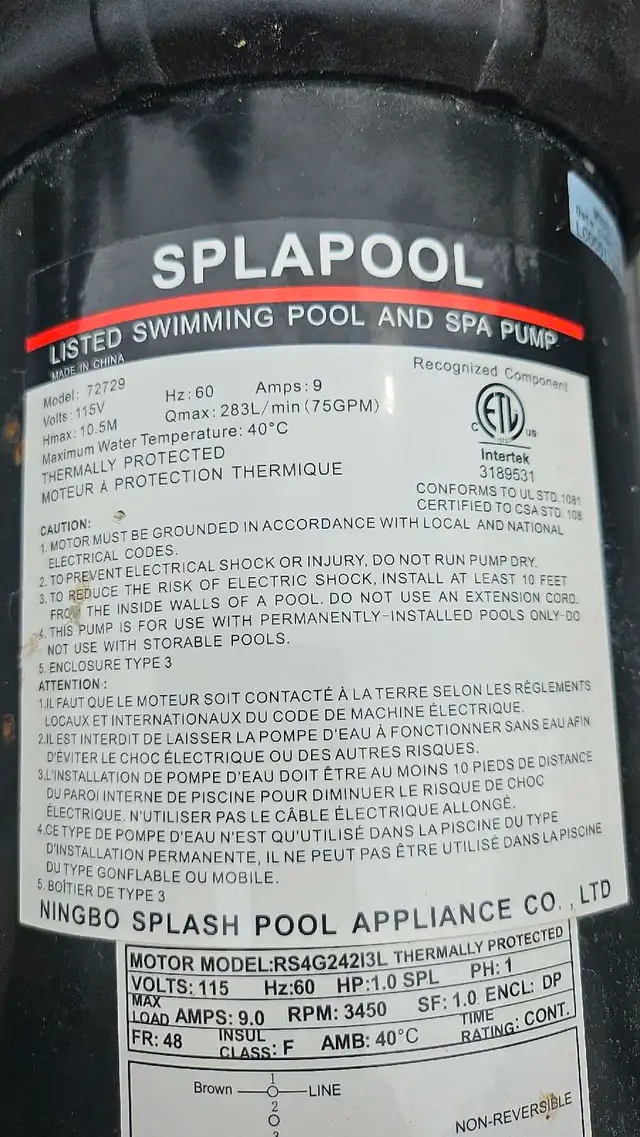 SPLAPOOL
LISTED SWIMMING POOL AND SPA PUMP
MADE IN CHINA
Recognized Component
Model: 72729
Volts: 115V Hz: 60 Amps: 9
Hmax: 10.5M Qmax: 283L/min (75GPM)
Maximum Water Temperature: 40°C
THERMALLY PROTECTED
MOTEUR À PROTECTION THERMIQUE
C ETL US
LISTED
Intertek
3189531
CONFORMS TO UL STD. 1081
CERTIFIED TO CSA STD. 108
CAUTION:
1. MOTOR MUST BE GROUNDED IN ACCORDANCE WITH LOCAL AND NATIONAL
ELECTRICAL CODES.
2. TO PREVENT ELECTRICAL SHOCK OR INJURY, DO NOT RUN PUMP DRY.
3. TO REDUCE THE RISK OF ELECTRIC SHOCK, INSTALL AT LEAST 10 FEET
FROM THE INSIDE WALLS OF A POOL. DO NOT USE AN EXTENSION CORD.
4. THIS PUMP IS FOR USE WITH PERMANENTLY-INSTALLED POOLS ONLY-DO
NOT USE WITH STORABLE POOLS.
5. ENCLOSURE TYPE 3
ATTENTION :
1.IL FAUT QUE LE MOTEUR SOIT CONTACTÉ À LA TERRE SELON LES RÈGLEMENTS
LOCAUX ET INTERNATIONAUX DU CODE DE MACHINE ÉLECTRIQUE.
2.IL EST INTERDIT DE LAISSER LA POMPE D'EAU À FONCTIONNER SANS EAU AFIN
D'ÉVITER LE CHOC ÉLECTRIQUE OU DES AUTRES RISQUES.
3.L'INSTALLATION DE POMPE D'EAU DOIT ÊTRE AU MOINS 10 PIEDS DE DISTANCE
DU PAROI INTERNE DE PISCINE POUR DIMINUER LE RISQUE DE CHOC
ÉLECTRIQUE. N'UTILISER PAS LE CÂBLE ÉLECTRIQUE ALLONGÉ.
4.CE TYPE DE POMPE D'EAU N'EST QU'UTILISÉ DANS LA PISCINE DU TYPE
D'INSTALLATION PERMANENTE, IL NE PEUT PAS ÊTRE UTILISÉ DANS LA PISCINE
DU TYPE GONFLABLE OU MOBILE.
5. BOÎTIER DE TYPE 3
NINGBO SPLASH POOL APPLIANCE CO. , LTD
MOTOR MODEL:RS4G242I3L THERMALLY PROTECTED
VOLTS: 115 Hz:60 HP:1.0 SPL PH: 1
MAX LOAD AMPS: 9.0 RPM: 3450 SF: 1.0 ENCL: DP
FR: 48 INSUL CLASS: F AMB: 40°C TIME RATING: CONT.
1
Brown LINE
2
3
NON-REVERSIBLE